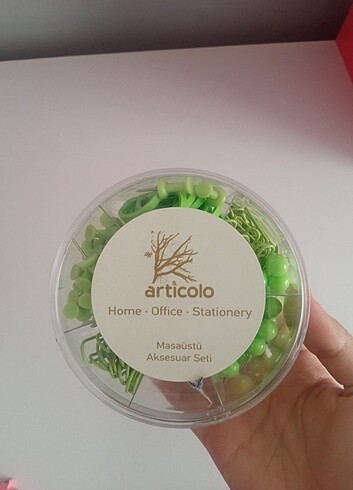 articolo
Home · Office · Stationery
Masaüstü
Aksesuar Seti